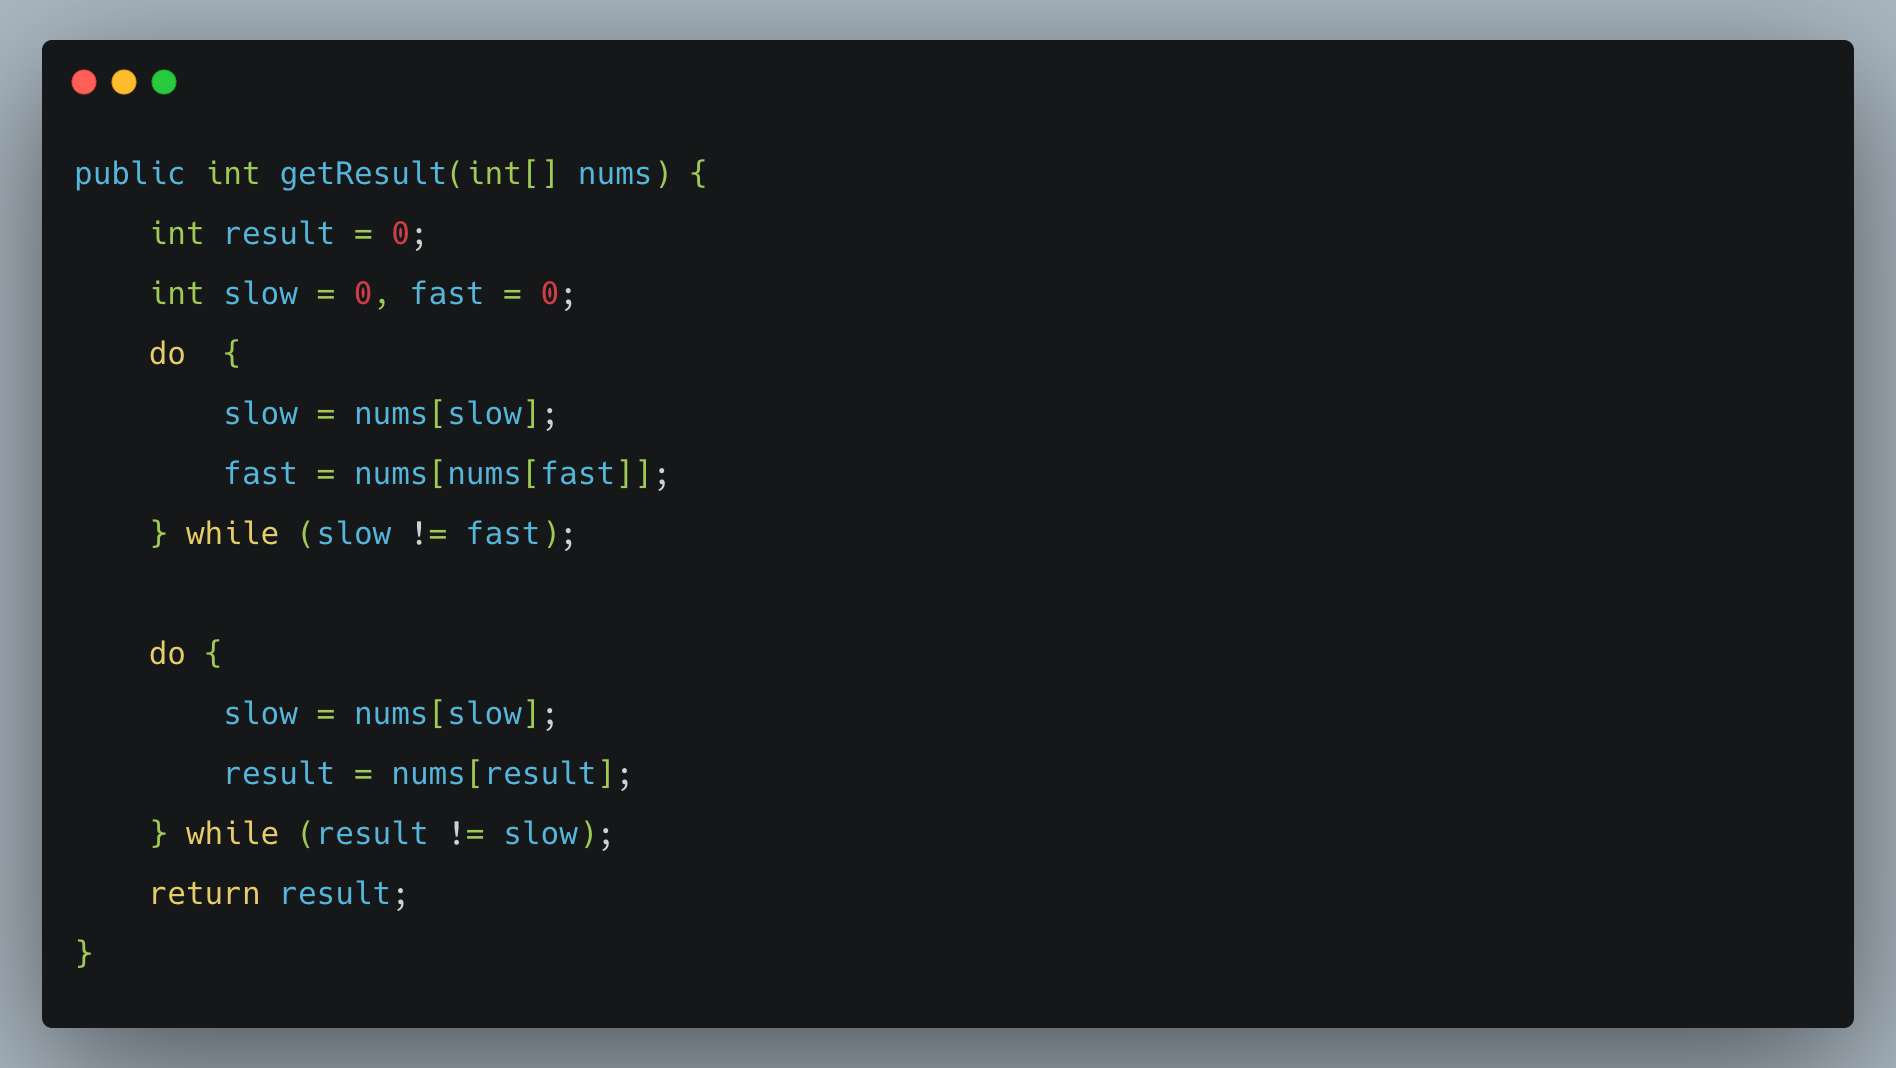 public int getResult(int[] nums) {
    int result = 0;
    int slow = 0, fast = 0;
    do  {
        slow = nums[slow];
        fast = nums[nums[fast]];
    } while (slow != fast);

    do {
        slow = nums[slow];
        result = nums[result];
    } while (result != slow);
    return result;
}